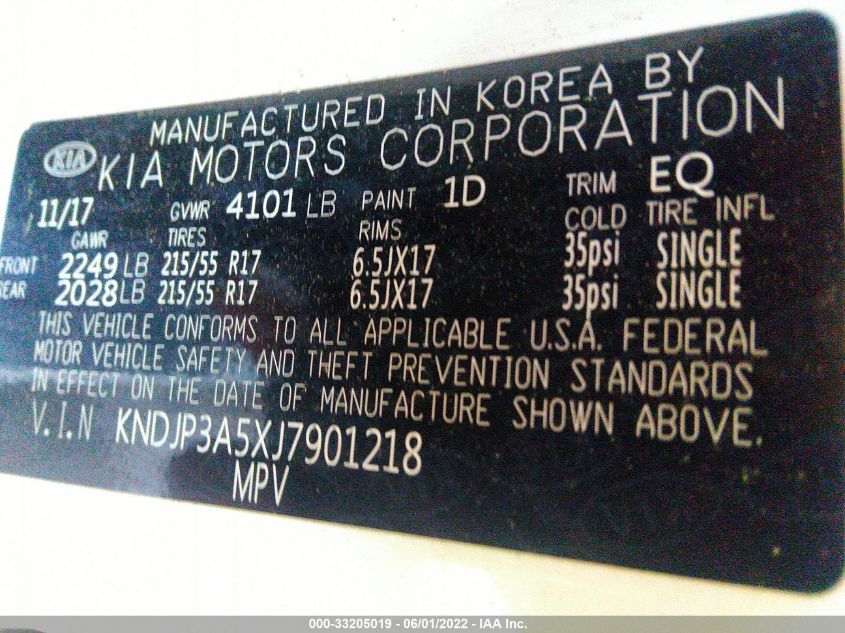 MANUFACTURED IN KOREA BY
KIA KIA MOTORS CORPORATION
11/17 GVWR 4101 LB PAINT 1D TRIM EQ
GAWR TIRES RIMS COLD TIRE INFL
FRONT 2249 LB 215/55 R17 6.5JX17 35psi SINGLE
REAR 2028 LB 215/55 R17 6.5JX17 35psi SINGLE
THIS VEHICLE CONFORMS TO ALL APPLICABLE U.S.A. FEDERAL
MOTOR VEHICLE SAFETY AND THEFT PREVENTION STANDARDS
IN EFFECT ON THE DATE OF MANUFACTURE SHOWN ABOVE.
V.I.N KNDJP3A5XJ7901218
MPV
000-33205019 - 06/01/2022 - IAA Inc.